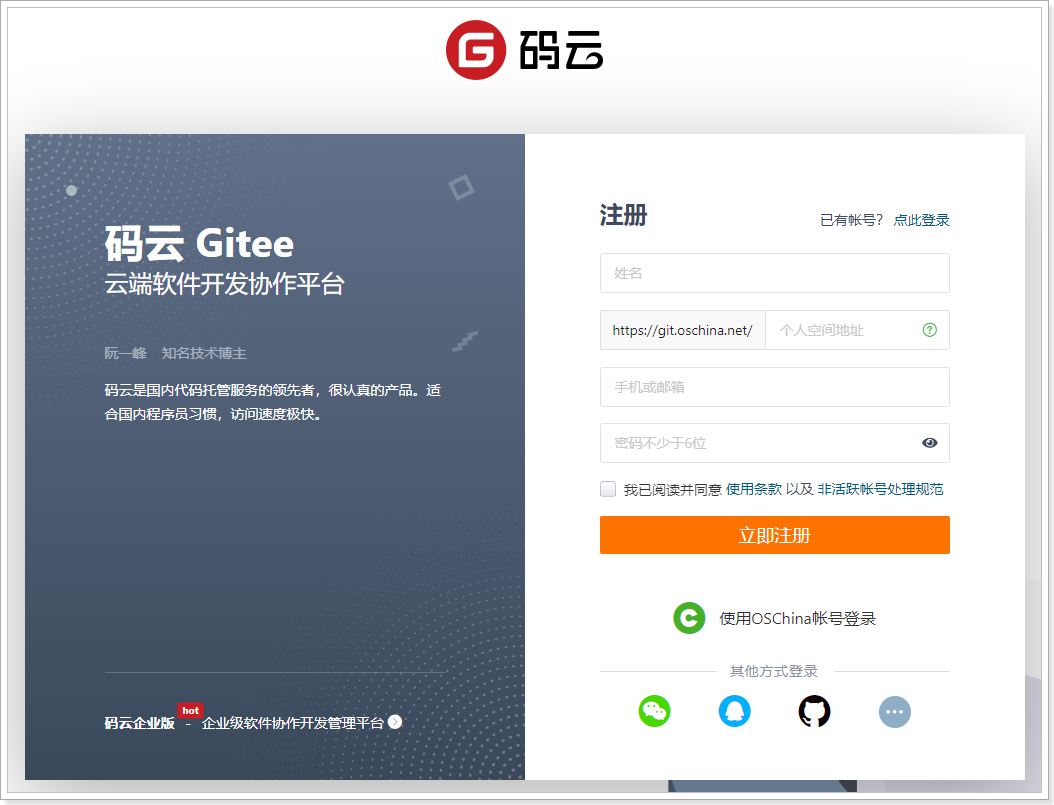 码云
码云 Gitee
云端软件开发协作平台
阮一峰 知名技术博主
码云是国内代码托管服务的领先者，很认真的产品。适
合国内程序员习惯，访问速度极快。
码云企业版 hot - 企业级软件协作开发管理平台
注册
已有帐号？ 点此登录
姓名
https://git.oschina.net/ 个人空间地址
手机或邮箱
密码不少于6位
我已阅读并同意 使用条款 以及 非活跃帐号处理规范
立即注册
使用OSChina帐号登录
其他方式登录